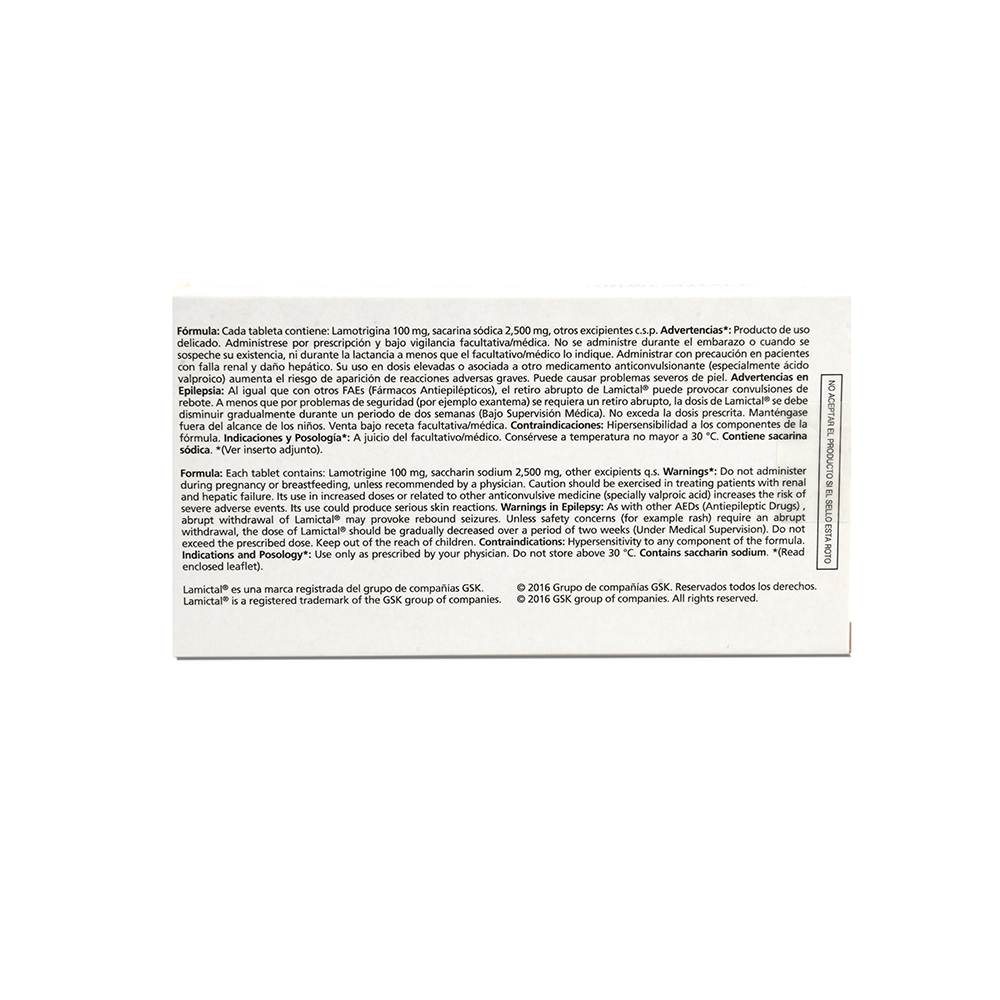 Fórmula: Cada tableta contiene: Lamotrigina 100 mg, sacarina sódica 2,500 mg, otros excipientes c.s.p. Advertencias*: Producto de uso
delicado. Adminístrese por prescripción y bajo vigilancia facultativa/médica. No se administre durante el embarazo o cuando se
sospeche su existencia, ni durante la lactancia a menos que el facultativo/médico lo indique. Administrar con precaución en pacientes
con falla renal y daño hepático. Su uso en dosis elevadas o asociada a otro medicamento anticonvulsionante (especialmente ácido
valproico) aumenta el riesgo de aparición de reacciones adversas graves. Puede causar problemas severos de piel. Advertencias en
Epilepsia: Al igual que con otros FAEs (Fármacos Antiepilépticos), el retiro abrupto de Lamictal® puede provocar convulsiones de
rebote. A menos que por problemas de seguridad (por ejemplo exantema) se requiera un retiro abrupto, la dosis de Lamictal® se debe
disminuir gradualmente durante un periodo de dos semanas (Bajo Supervisión Médica). No exceda la dosis prescrita. Manténgase
fuera del alcance de los niños. Venta bajo receta facultativa/médica. Contraindicaciones: Hipersensibilidad a los componentes de la
fórmula. Indicaciones y Posología*: A juicio del facultativo/médico. Consérvese a temperatura no mayor a 30 °C. Contiene sacarina
sódica. *(Ver inserto adjunto).
Formula: Each tablet contains: Lamotrigine 100 mg, saccharin sodium 2,500 mg, other excipients q.s. Warnings*: Do not administer
during pregnancy or breastfeeding, unless recommended by a physician. Caution should be exercised in treating patients with renal
and hepatic failure. Its use in increased doses or related to other anticonvulsive medicine (specially valproic acid) increases the risk of
severe adverse events. Its use could produce serious skin reactions. Warnings in Epilepsy: As with other AEDs (Antiepileptic Drugs) ,
abrupt withdrawal of Lamictal® may provoke rebound seizures. Unless safety concerns (for example rash) require an abrupt
withdrawal, the dose of Lamictal® should be gradually decreased over a period of two weeks (Under Medical Supervision). Do not
exceed the prescribed dose. Keep out of the reach of children. Contraindications: Hypersensitivity to any component of the formula.
Indications and Posology*: Use only as prescribed by your physician. Do not store above 30 °C. Contains saccharin sodium. *(Read
enclosed leaflet).
Lamictal® es una marca registrada del grupo de compañías GSK.
Lamictal® is a registered trademark of the GSK group of companies.
© 2016 Grupo de compañías GSK. Reservados todos los derechos.
© 2016 GSK group of companies. All rights reserved.
NO ACEPTAR EL PRODUCTO SI EL SELLO ESTA ROTO